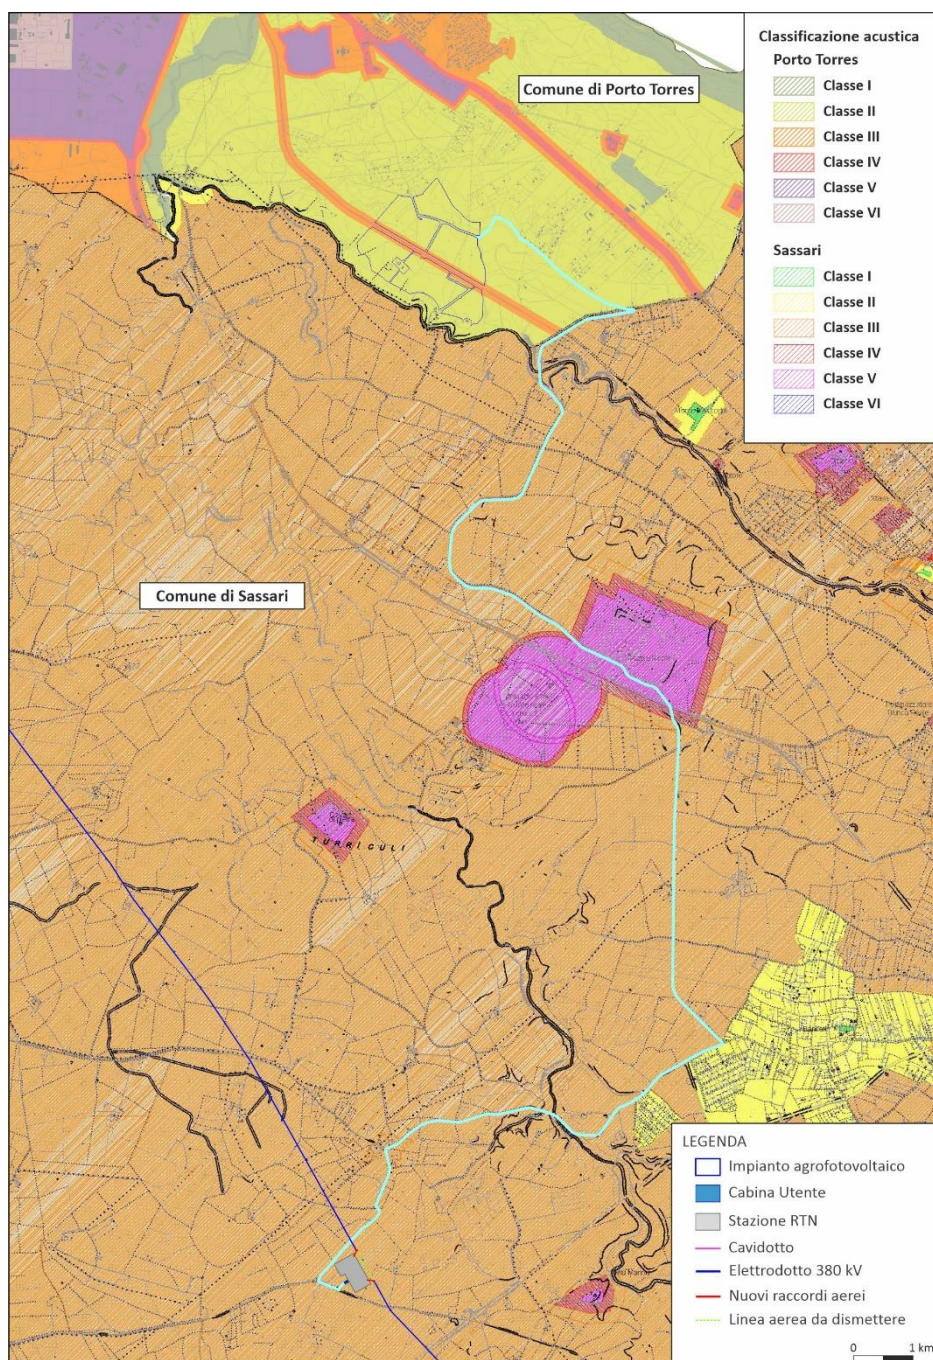 Classificazione acustica
Porto Torres
Classe I
Classe II
Classe III
Classe IV
Classe V
Classe VI
Sassari
Classe I
Classe II
Classe III
Classe IV
Classe V
Classe VI
Comune di Porto Torres
Comune di Sassari
TURRIGULI
LEGENDA
Impianto agrofotovoltaico
Cabina Utente
Stazione RTN
Cavidotto
Elettrodotto 380 kV
Nuovi raccordi aerei
Linea aerea da dismettere
0 1 km